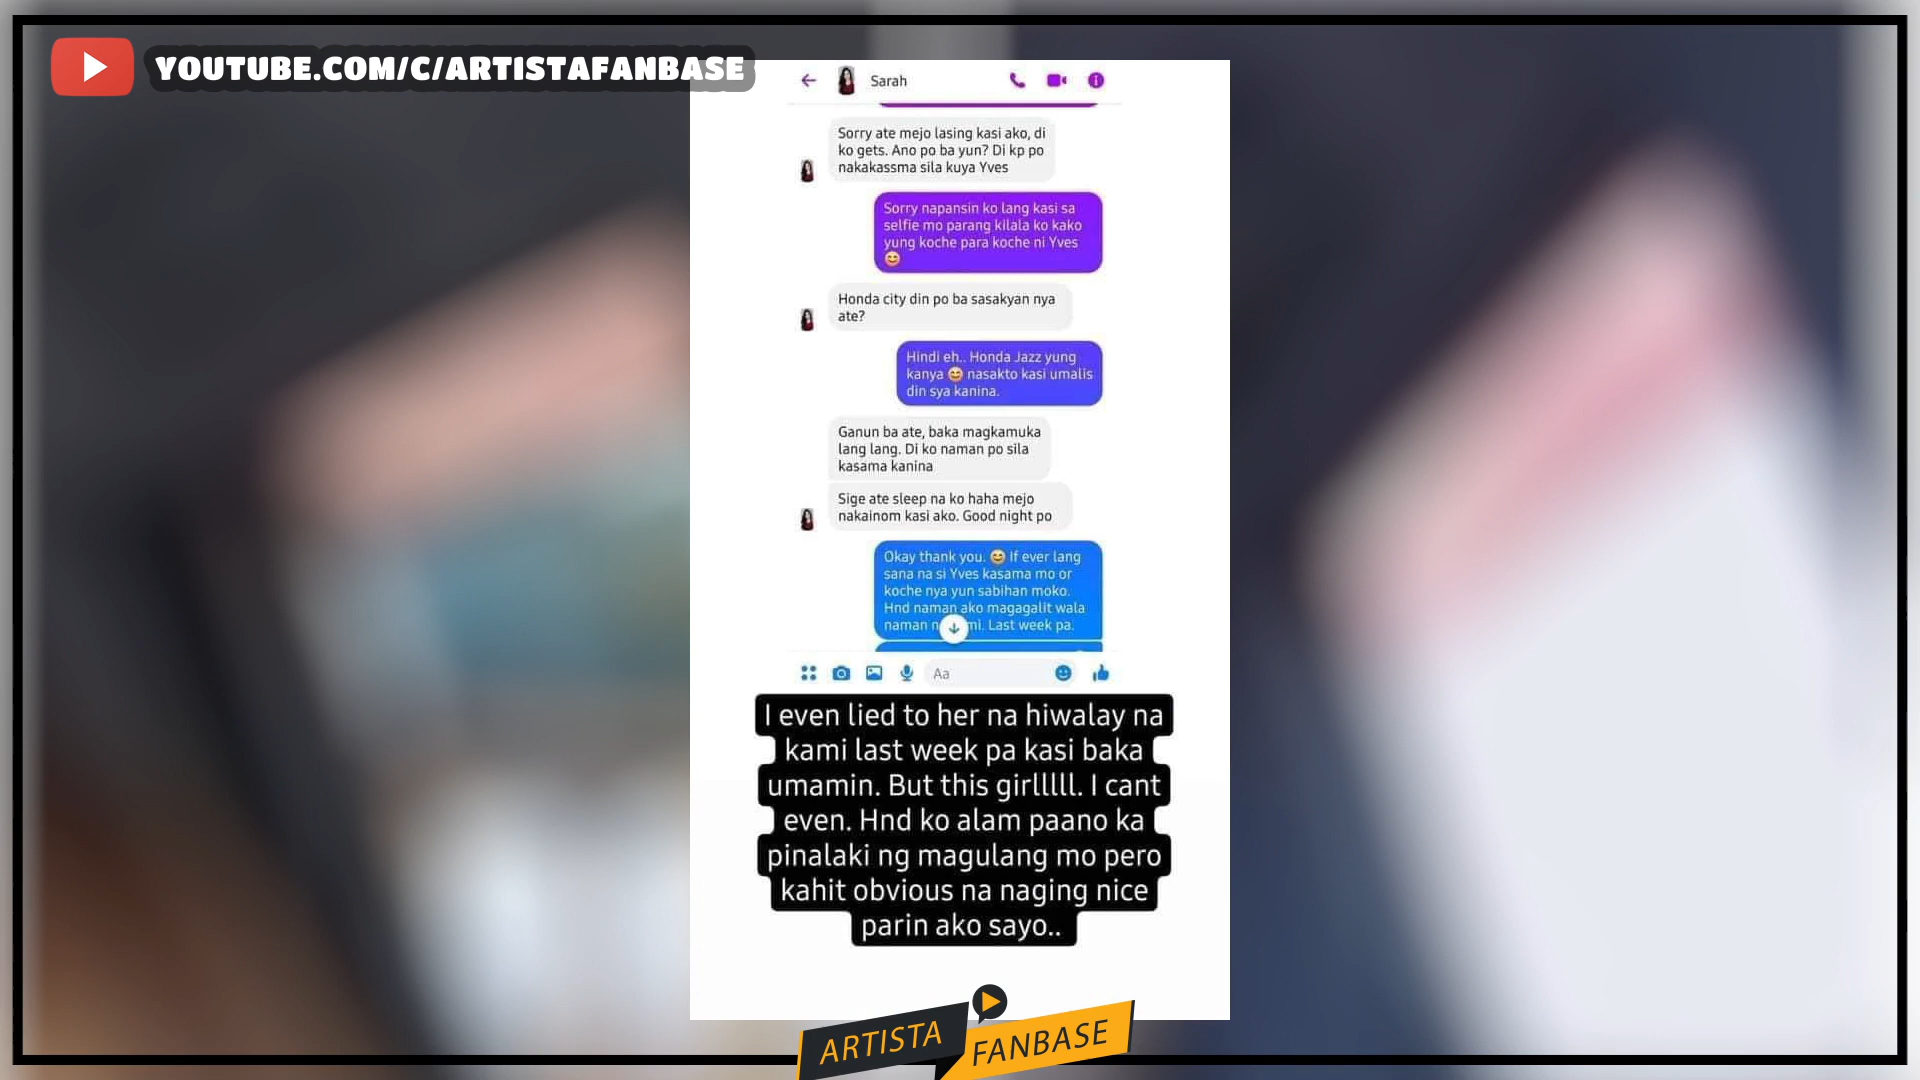 YOUTUBE.COM/C/ARTISTAFANBASE
Sarah
Sorry ate mejo lasing kasi ako, di
ko gets. Ano po ba yun? Di kp po
nakakassma sila kuya Yves
Sorry napansin ko lang kasi sa
selfie mo parang kilala ko kako
yung koche para koche ni Yves
Honda city din po ba sasakyan nya
ate?
Hindi eh.. Honda Jazz yung
kanya 😊 nasakto kasi umalis
din sya kanina.
Ganun ba ate, baka magkamuka
lang lang. Di ko naman po sila
kasama kanina
Sige ate sleep na ko haha mejo
nakainom kasi ako. Good night po
Okay thank you. 😊 If ever lang
sana na si Yves kasama mo or
koche nya yun sabihan moko.
Hnd naman ako magagalit wala
naman Last week pa.
Aa
I even lied to her na hiwalay na
kami last week pa kasi baka
umamin. But this girlllll. I cant
even. Hnd ko alam paano ka
pinalaki ng magulang mo pero
kahit obvious na naging nice
parin ako sayo..
ARTISTA
FANBASE